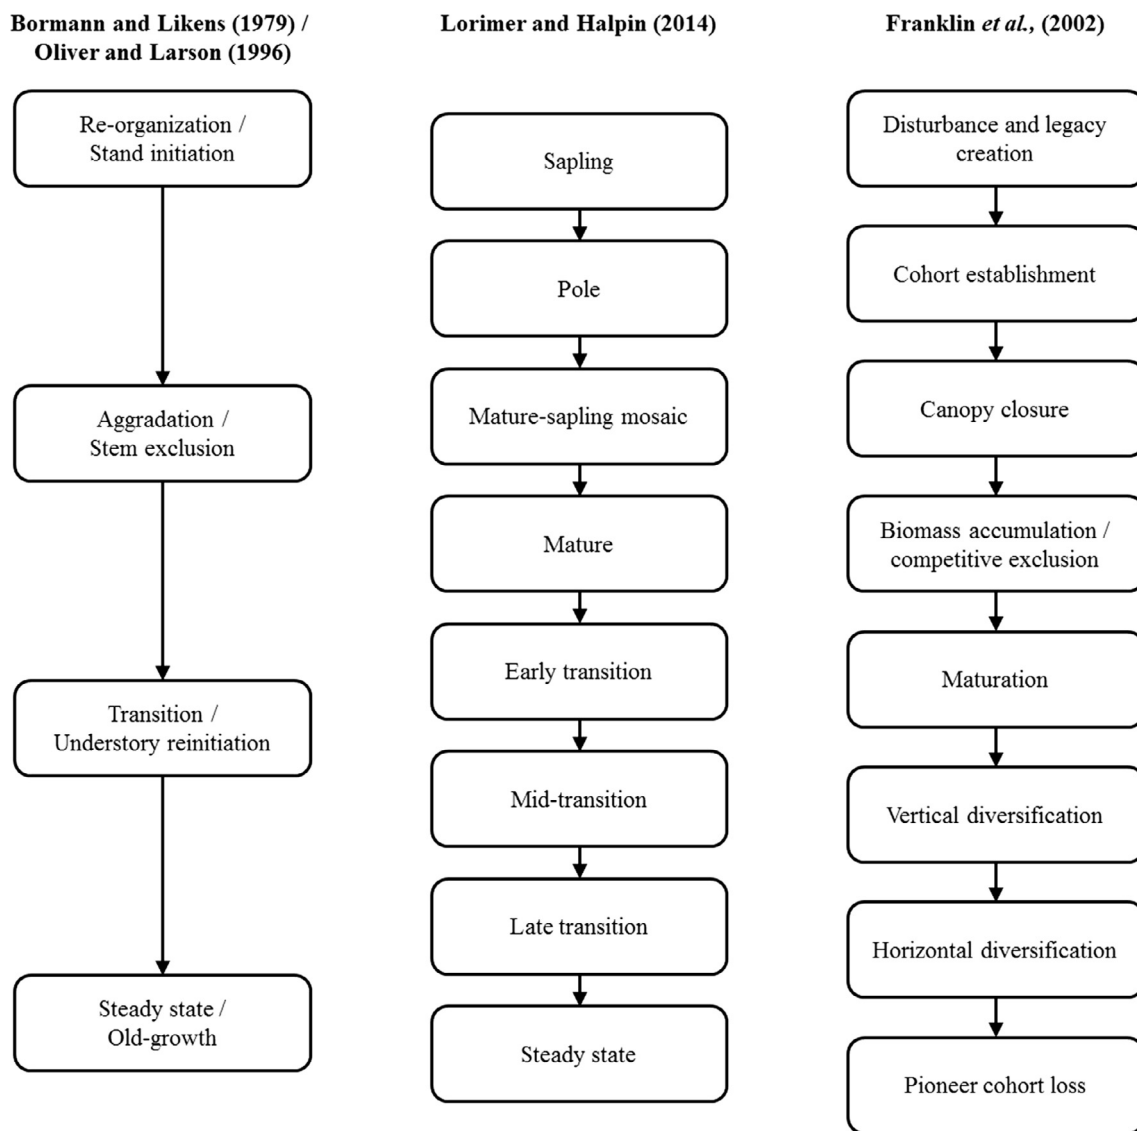 Bormann and Likens (1979) /
Oliver and Larson (1996)
Re-organization /
Stand initiation
Aggradation /
Stem exclusion
Transition /
Understory reinitiation
Steady state /
Old-growth
Lorimer and Halpin (2014)
Sapling
Pole
Mature-sapling mosaic
Mature
Early transition
Mid-transition
Late transition
Steady state
Franklin et al., (2002)
Disturbance and legacy
creation
Cohort establishment
Canopy closure
Biomass accumulation /
competitive exclusion
Maturation
Vertical diversification
Horizontal diversification
Pioneer cohort loss